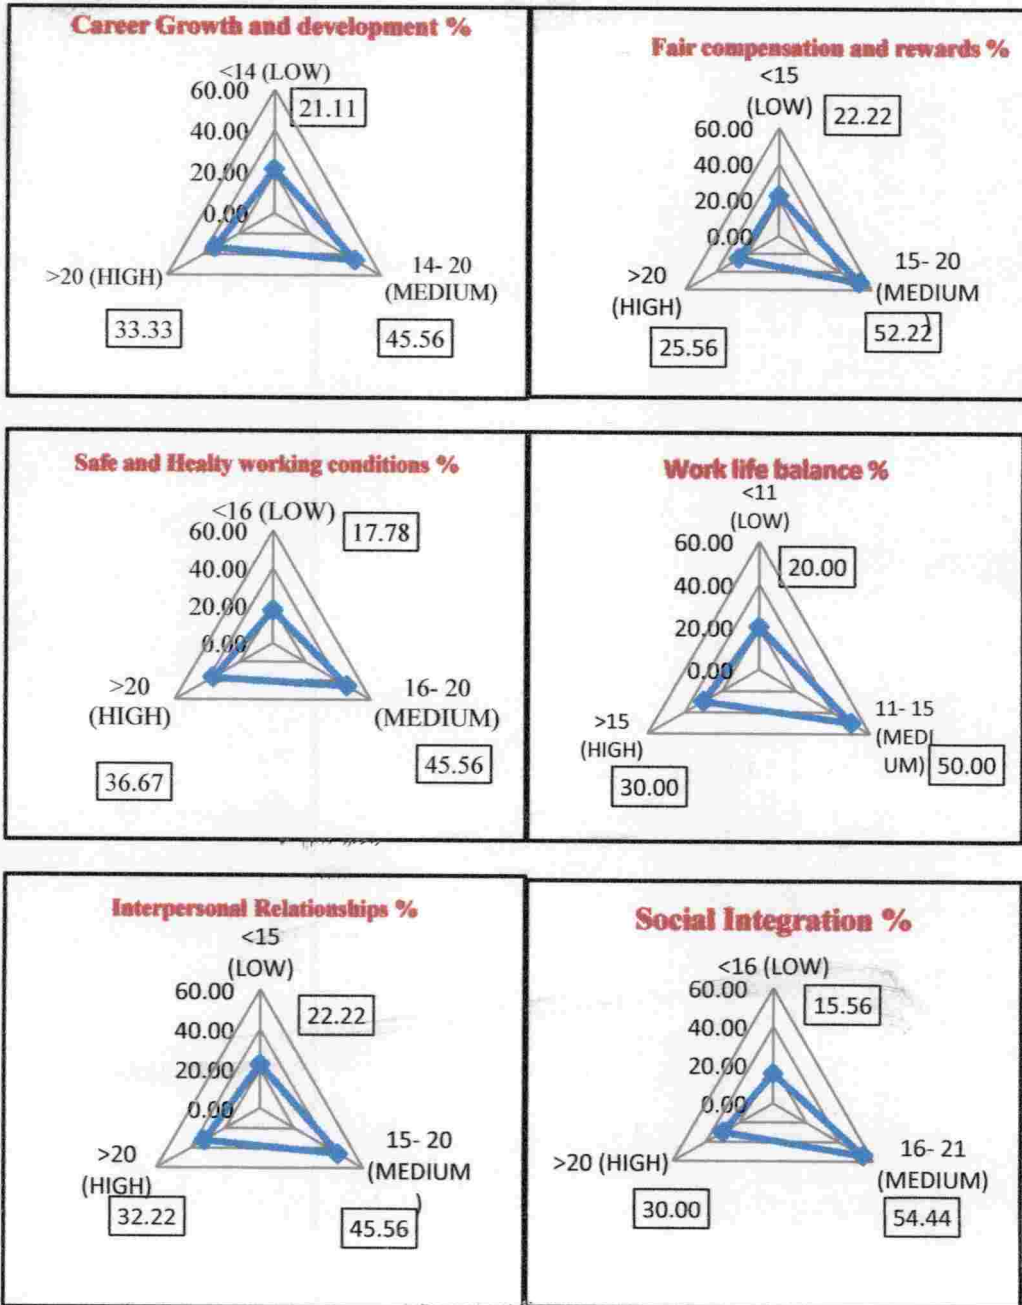 Career Growth and development %
<14 (LOW)
60.00
21.11
40.00
20.00
0.00
>20 (HIGH)
14- 20
(MEDIUM)
33.33
45.56
Fair compensation and rewards %
<15
(LOW)
22.22
60.00
40.00
20.00
0.00
>20
(HIGH)
15- 20
(MEDIUM
)
25.56
52.22
Safe and Healty working conditions %
<16 (LOW)
17.78
60.00
40.00
20.00
0.00
>20
(HIGH)
16- 20
(MEDIUM)
36.67
45.56
Work life balance %
<11
(LOW)
60.00
20.00
40.00
20.00
0.00
>15
(HIGH)
11- 15
(MEDI
UM)
30.00
50.00
Interpersonal Relationships %
<15
(LOW)
60.00
22.22
40.00
20.00
0.00
>20
(HIGH)
15- 20
(MEDIUM
)
32.22
45.56
Social Integration %
<16 (LOW)
60.00
15.56
40.00
20.00
0.00
>20 (HIGH)
16- 21
(MEDIUM)
30.00
54.44